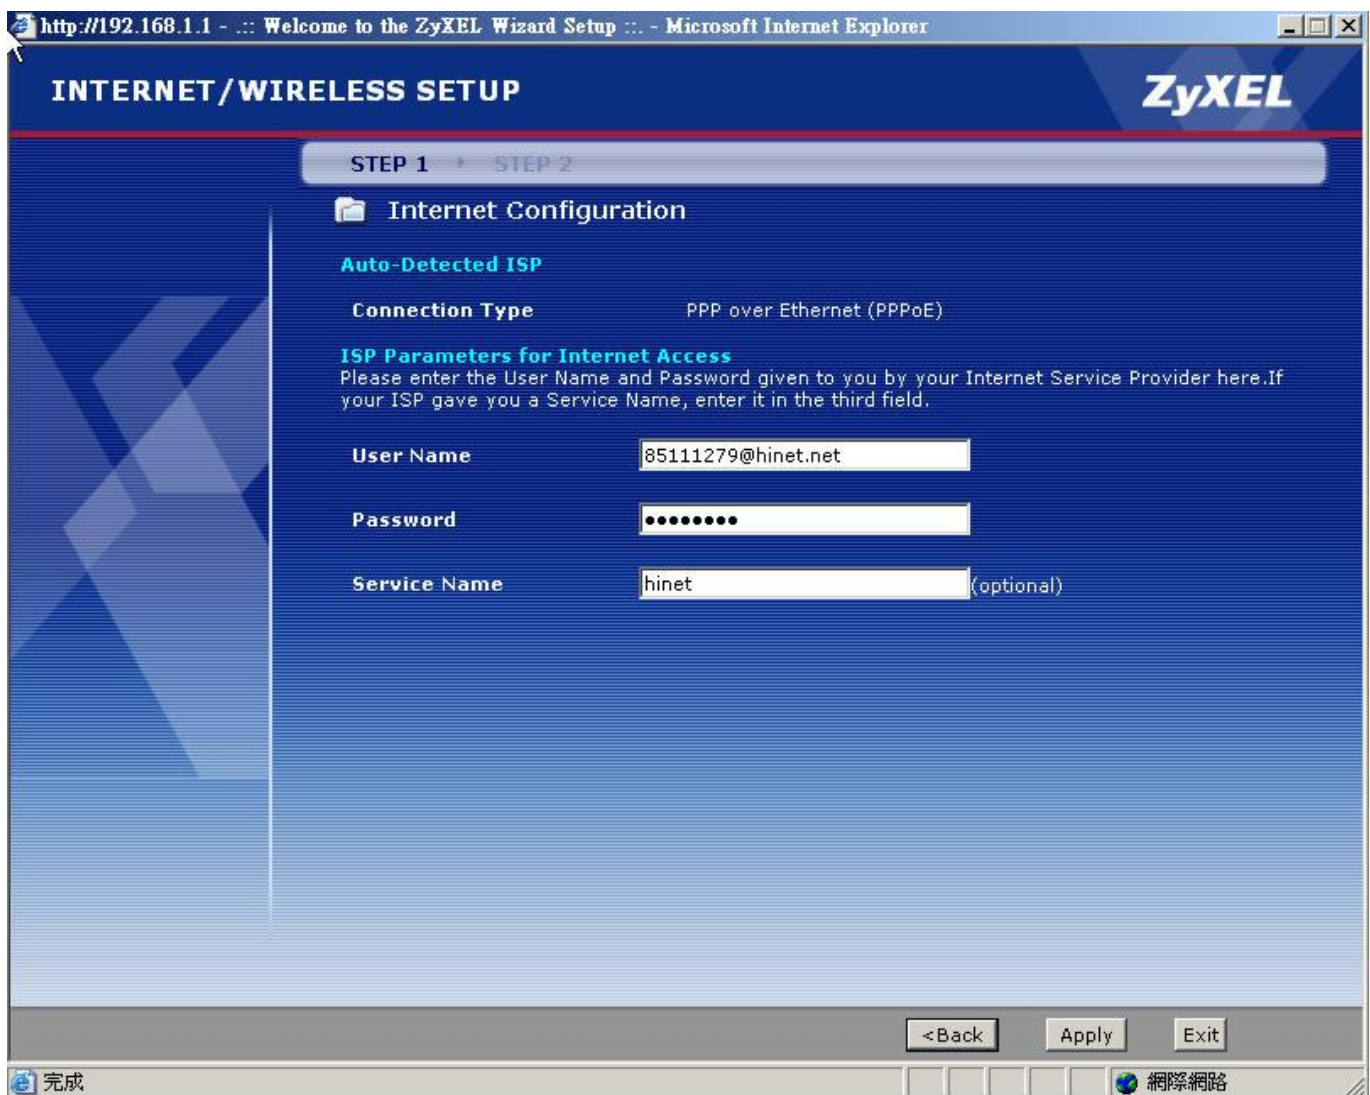 http://192.168.1.1 - .:: Welcome to the ZyXEL Wizard Setup ::. - Microsoft Internet Explorer
INTERNET/WIRELESS SETUP
ZyXEL
STEP 1 STEP 2
Internet Configuration
Auto-Detected ISP
Connection Type PPP over Ethernet (PPPoE)
ISP Parameters for Internet Access
Please enter the User Name and Password given to you by your Internet Service Provider here.If
your ISP gave you a Service Name, enter it in the third field.
User Name 85111279@hinet.net
Password ●●●●●●●●
Service Name hinet (optional)
<Back Apply Exit
完成 網際網路